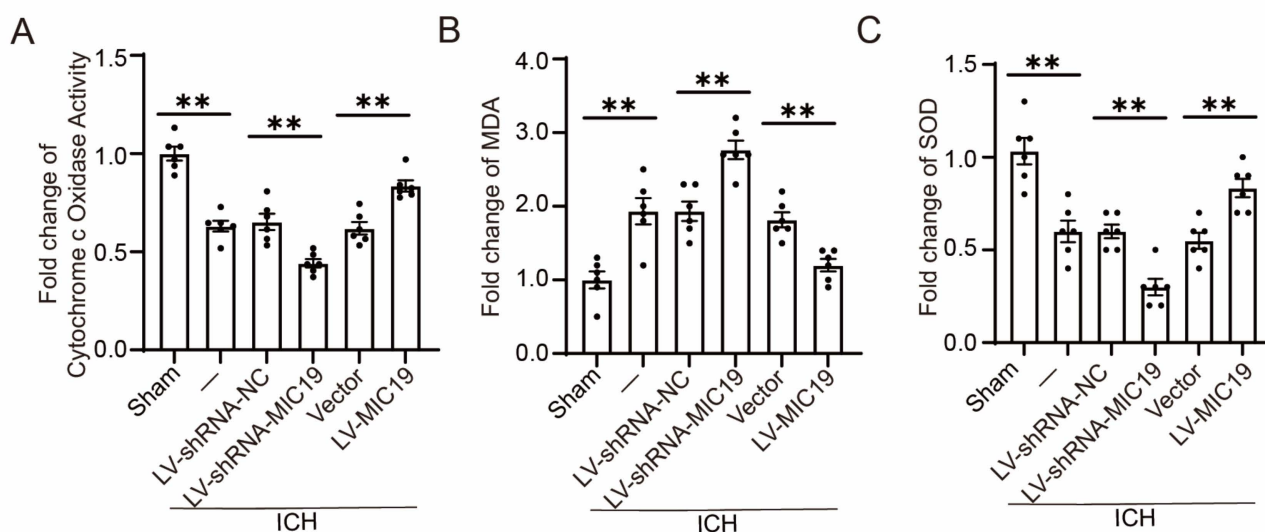 A
Fold change of
Cytochrome c Oxidase Activity
1.5
1.0
0.5
0.0
**
**
**
Sham
—
LV-shRNA-NC
LV-shRNA-MIC19
Vector
LV-MIC19
ICH
B
Fold change of MDA
4.0
3.0
2.0
1.0
0.0
**
**
**
Sham
—
LV-shRNA-NC
LV-shRNA-MIC19
Vector
LV-MIC19
ICH
C
Fold change of SOD
1.5
1.0
0.5
0.0
**
**
**
Sham
—
LV-shRNA-NC
LV-shRNA-MIC19
Vector
LV-MIC19
ICH